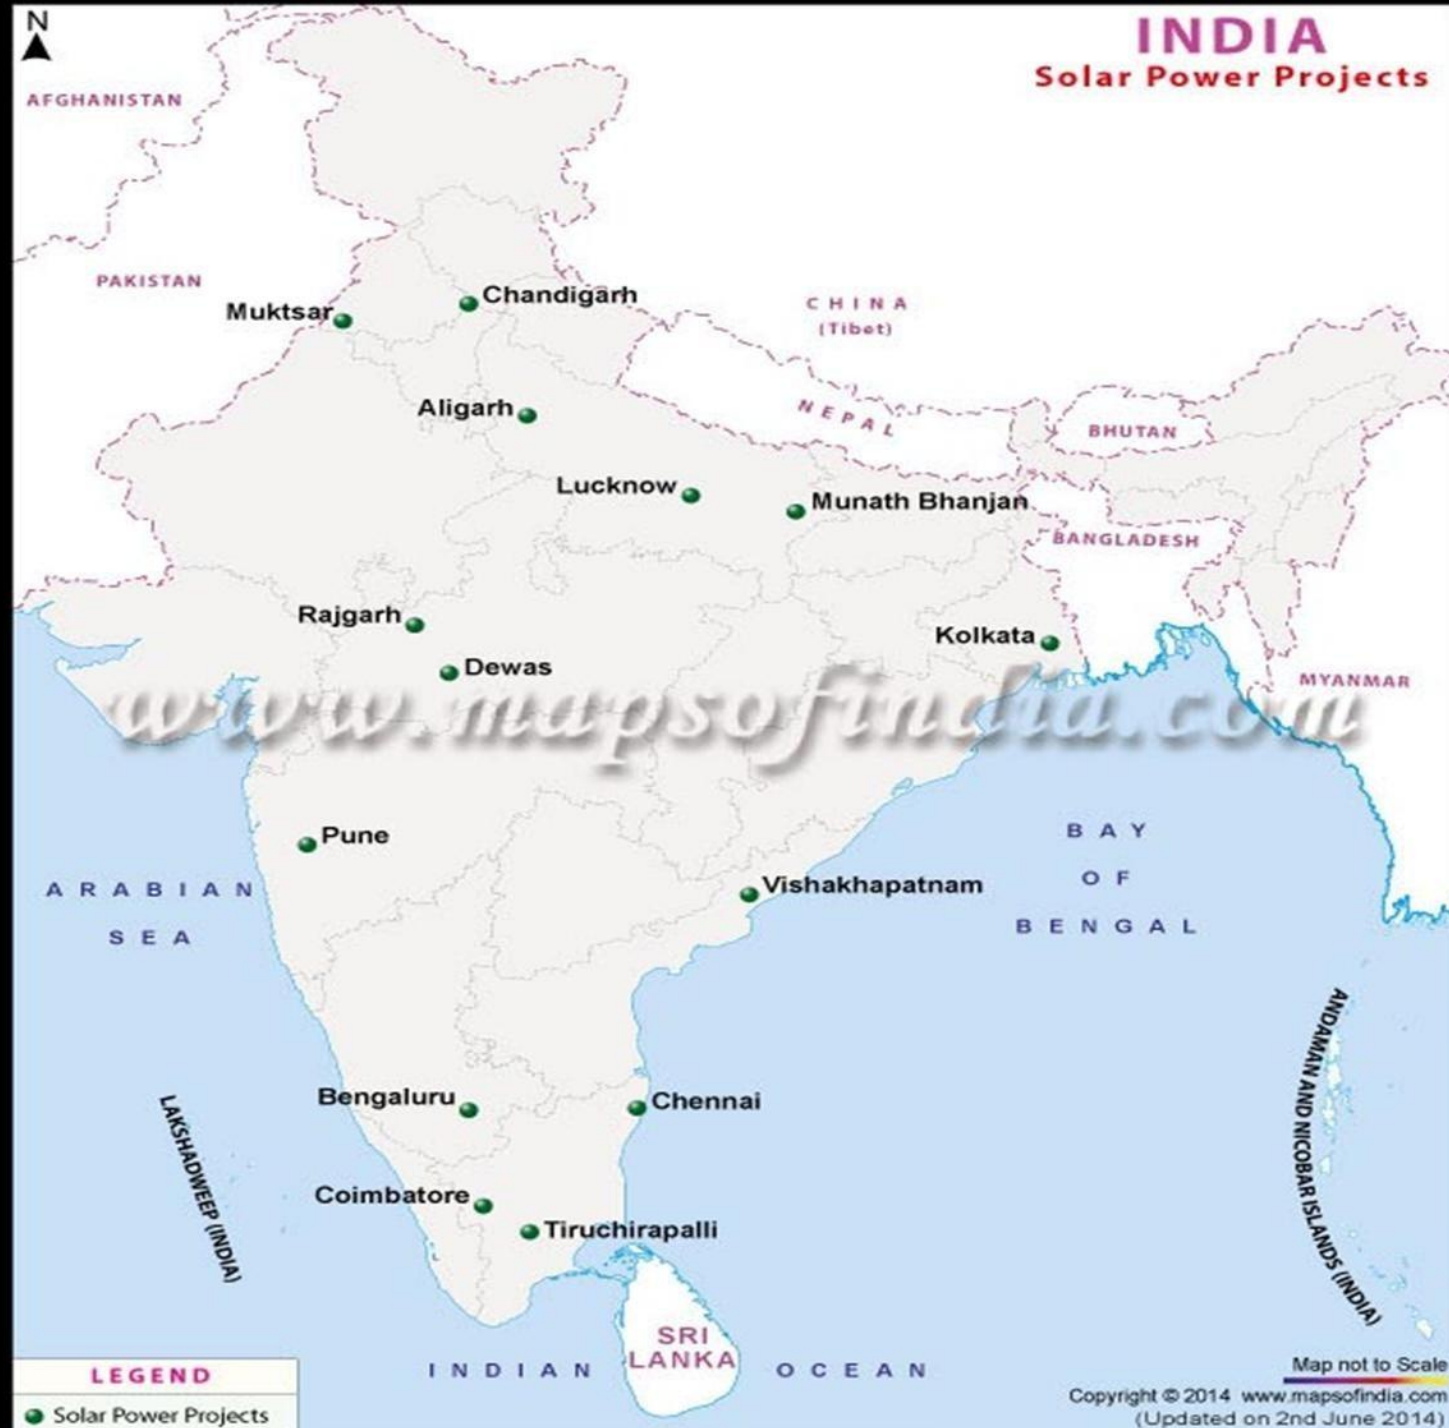 N
INDIA
Solar Power Projects
AFGHANISTAN
PAKISTAN
Chandigarh
Muktsar
CHINA
(Tibet)
Aligarh
NEPAL
BHUTAN
Lucknow
Munath Bhanjan
BANGLADESH
Rajgarh
Kolkata
Dewas
MYANMAR
www.mapsofindia.com
Pune
BAY
OF
BENGAL
ARABIAN
SEA
Vishakhapatnam
Bengaluru
Chennai
LAKSHADWEEP (INDIA)
ANDAMAN AND NICOBAR ISLANDS (INDIA)
Coimbatore
Tiruchirapalli
SRI
LANKA
INDIAN OCEAN
LEGEND
Solar Power Projects
Map not to Scale
Copyright © 2014 www.mapsofindia.com
(Updated on 2nd June 2014)